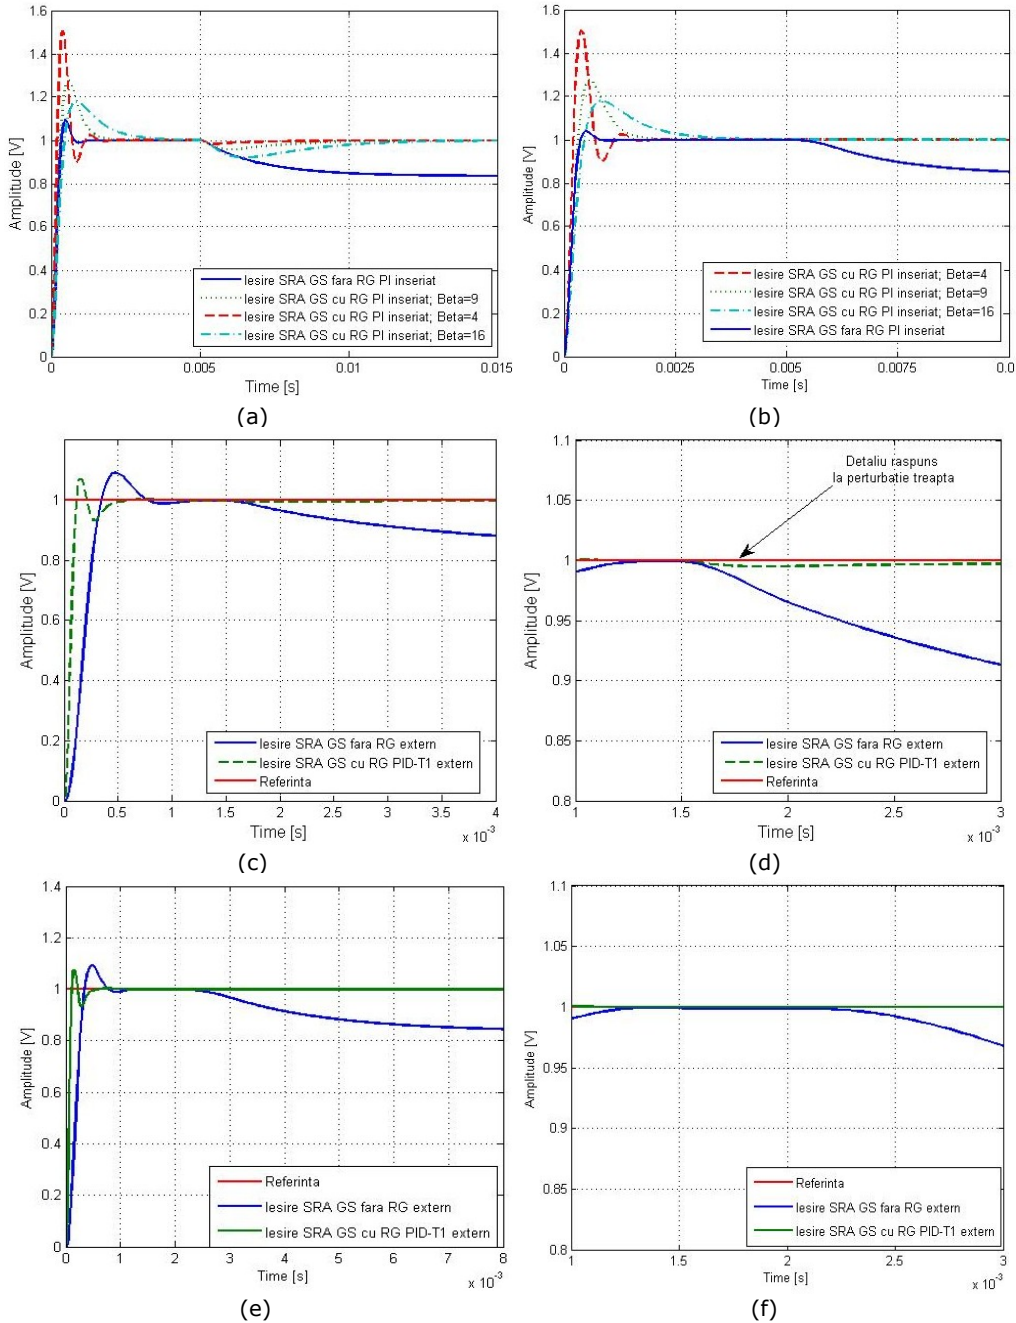 1.6
1.4
1.2
1
0.8
0.6
0.4
0.2
0
Amplitude [V]
Iesire SRA GS fara RG PI inseriat
Iesire SRA GS cu RG PI inseriat; Beta=9
Iesire SRA GS cu RG PI inseriat; Beta=4
Iesire SRA GS cu RG PI inseriat; Beta=16
0 0.005 0.01 0.015
Time [s]
(a)
1.6
1.4
1.2
1
0.8
0.6
0.4
0.2
0
Amplitude [V]
Iesire SRA GS cu RG PI inseriat; Beta=4
Iesire SRA GS cu RG PI inseriat; Beta=9
Iesire SRA GS cu RG PI inseriat; Beta=16
Iesire SRA GS fara RG PI inseriat
0 0.0025 0.005 0.0075 0.0
Time [s]
(b)
1.2
1
0.8
0.6
0.4
0.2
0
Amplitude [V]
Iesire SRA GS fara RG extern
Iesire SRA GS cu RG PID-T1 extern
Referinta
0 0.5 1 1.5 2 2.5 3 3.5 4
Time [s]
x 10-3
(c)
1.1
1.05
1
0.95
0.9
0.85
0.8
Amplitude [V]
Detaliu raspuns
la perturbatie treapta
Iesire SRA GS fara RG extern
Iesire SRA GS cu RG PID-T1 extern
Referinta
1 1.5 2 2.5 3
Time [s]
x 10-3
(d)
1.4
1.2
1
0.8
0.6
0.4
0.2
0
Amplitude [V]
Referinta
Iesire SRA GS fara RG extern
Iesire SRA GS cu RG PID-T1 extern
0 1 2 3 4 5 6 7 8
Time [s]
x 10-3
(e)
1.1
1.05
1
0.95
0.9
0.85
0.8
Amplitude [V]
Referinta
Iesire SRA GS fara RG extern
Iesire SRA GS cu RG PID-T1 extern
1 1.5 2 2.5 3
Time [s]
x 10-3
(f)